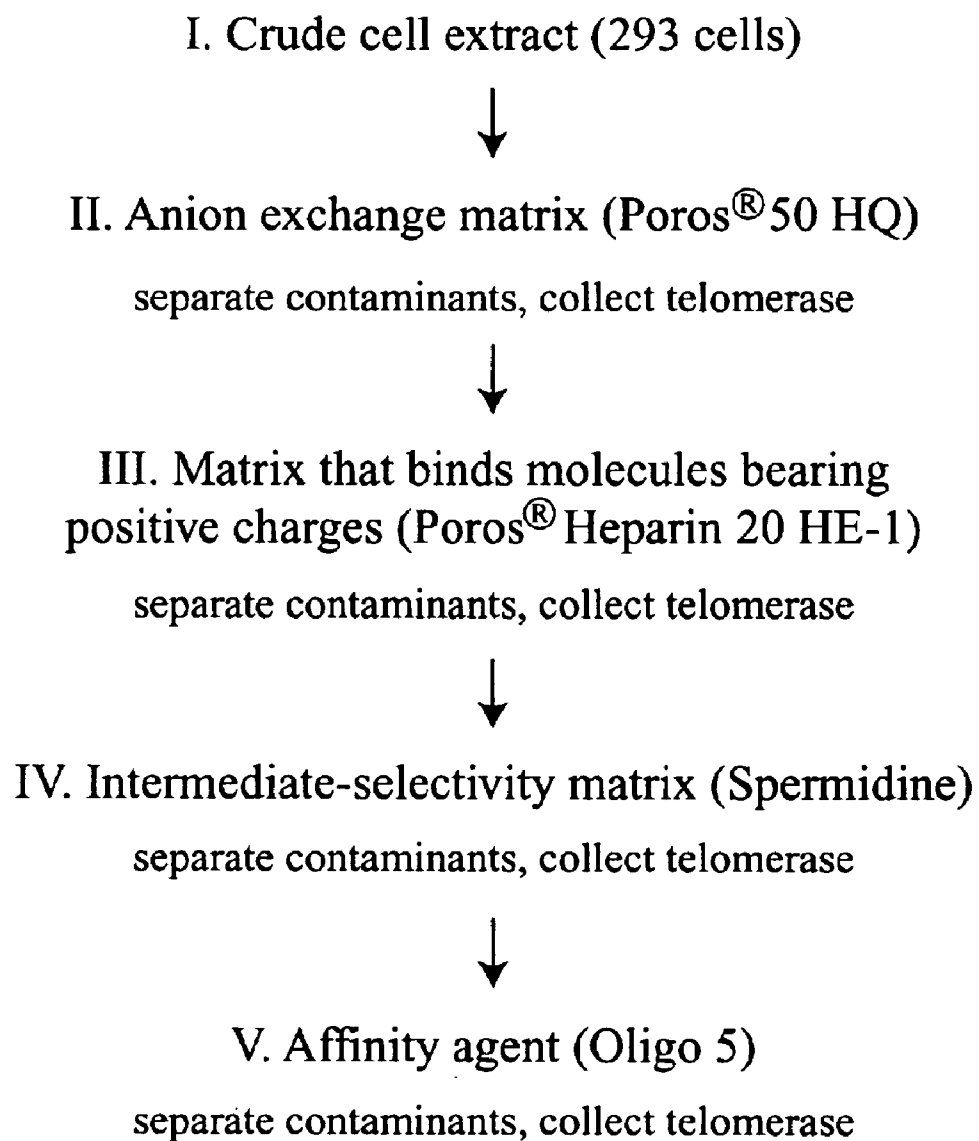 I. Crude cell extract (293 cells)
II. Anion exchange matrix (Poros® 50 HQ)
separate contaminants, collect telomerase
III. Matrix that binds molecules bearing
positive charges (Poros® Heparin 20 HE-1)
separate contaminants, collect telomerase
IV. Intermediate-selectivity matrix (Spermidine)
separate contaminants, collect telomerase
V. Affinity agent (Oligo 5)
separate contaminants, collect telomerase